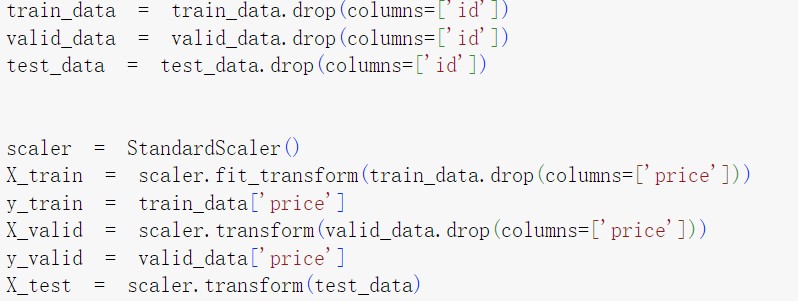 train_data = train_data.drop(columns=['id'])
valid_data = valid_data.drop(columns=['id'])
test_data = test_data.drop(columns=['id'])
scaler = StandardScaler()
X_train = scaler.fit_transform(train_data.drop(columns=['price']))
y_train = train_data['price']
X_valid = scaler.transform(valid_data.drop(columns=['price']))
y_valid = valid_data['price']
X_test = scaler.transform(test_data)